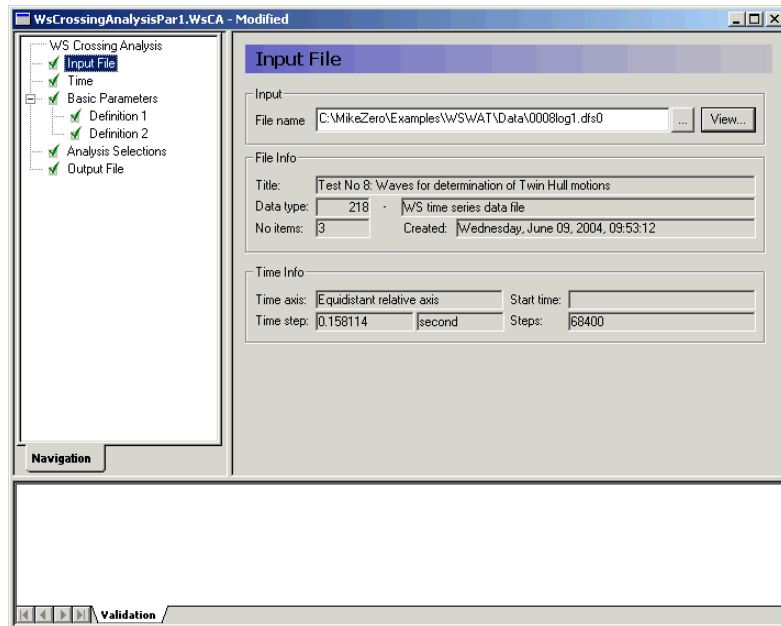 WsCrossingAnalysisPar1.WsCA - Modified
WS Crossing Analysis
Input File
Time
Basic Parameters
Definition 1
Definition 2
Analysis Selections
Output File
Navigation
Input File
Input
File name C:\MikeZero\Examples\WSWAT\Data\0008log1.dfs0 ... View...
File Info
Title: Test No 8: Waves for determination of Twin Hull motions
Data type: 218 - WS time series data file
No items: 3 Created: Wednesday, June 09, 2004, 09:53:12
Time Info
Time axis: Equidistant relative axis Start time:
Time step: 0.158114 second Steps: 68400
Validation